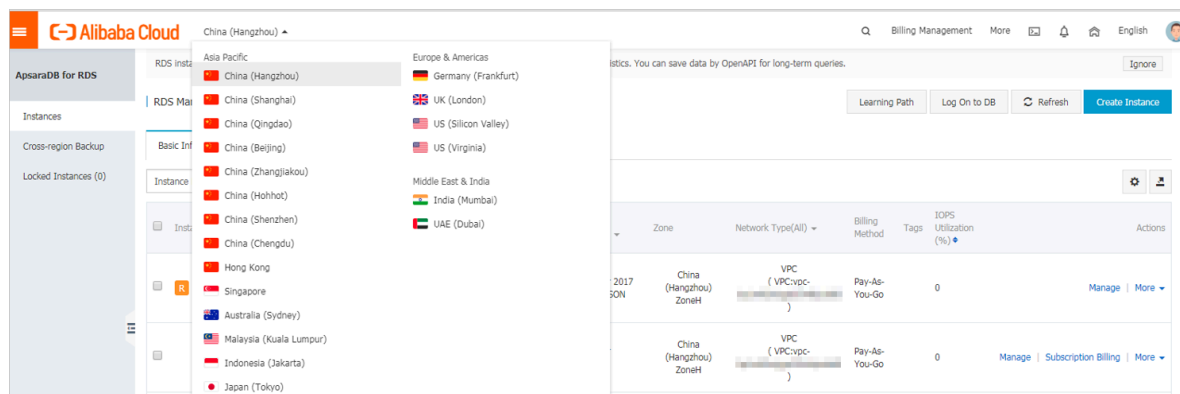 Alibaba Cloud
China (Hangzhou)
Billing Management
More
English
ApsaraDB for RDS
Instances
Cross-region Backup
Locked Instances (0)
RDS insta
istics. You can save data by OpenAPI for long-term queries.
Ignore
RDS Mar
Learning Path
Log On to DB
Refresh
Create Instance
Basic Inf
Instance
Asia Pacific
China (Hangzhou)
China (Shanghai)
China (Qingdao)
China (Beijing)
China (Zhangjiakou)
China (Hohhot)
China (Shenzhen)
China (Chengdu)
Hong Kong
Singapore
Australia (Sydney)
Malaysia (Kuala Lumpur)
Indonesia (Jakarta)
Japan (Tokyo)
Europe & Americas
Germany (Frankfurt)
UK (London)
US (Silicon Valley)
US (Virginia)
Middle East & India
India (Mumbai)
UAE (Dubai)
Insta
Zone
Network Type(All)
Billing
Method
Tags
IOPS
Utilization
(%)
Actions
R
2017
SON
China
(Hangzhou)
ZoneH
VPC
( VPC:vpc-
)
Pay-As-
You-Go
0
Manage | More
China
(Hangzhou)
ZoneH
VPC
( VPC:vpc-
)
Pay-As-
You-Go
0
Manage | Subscription Billing | More